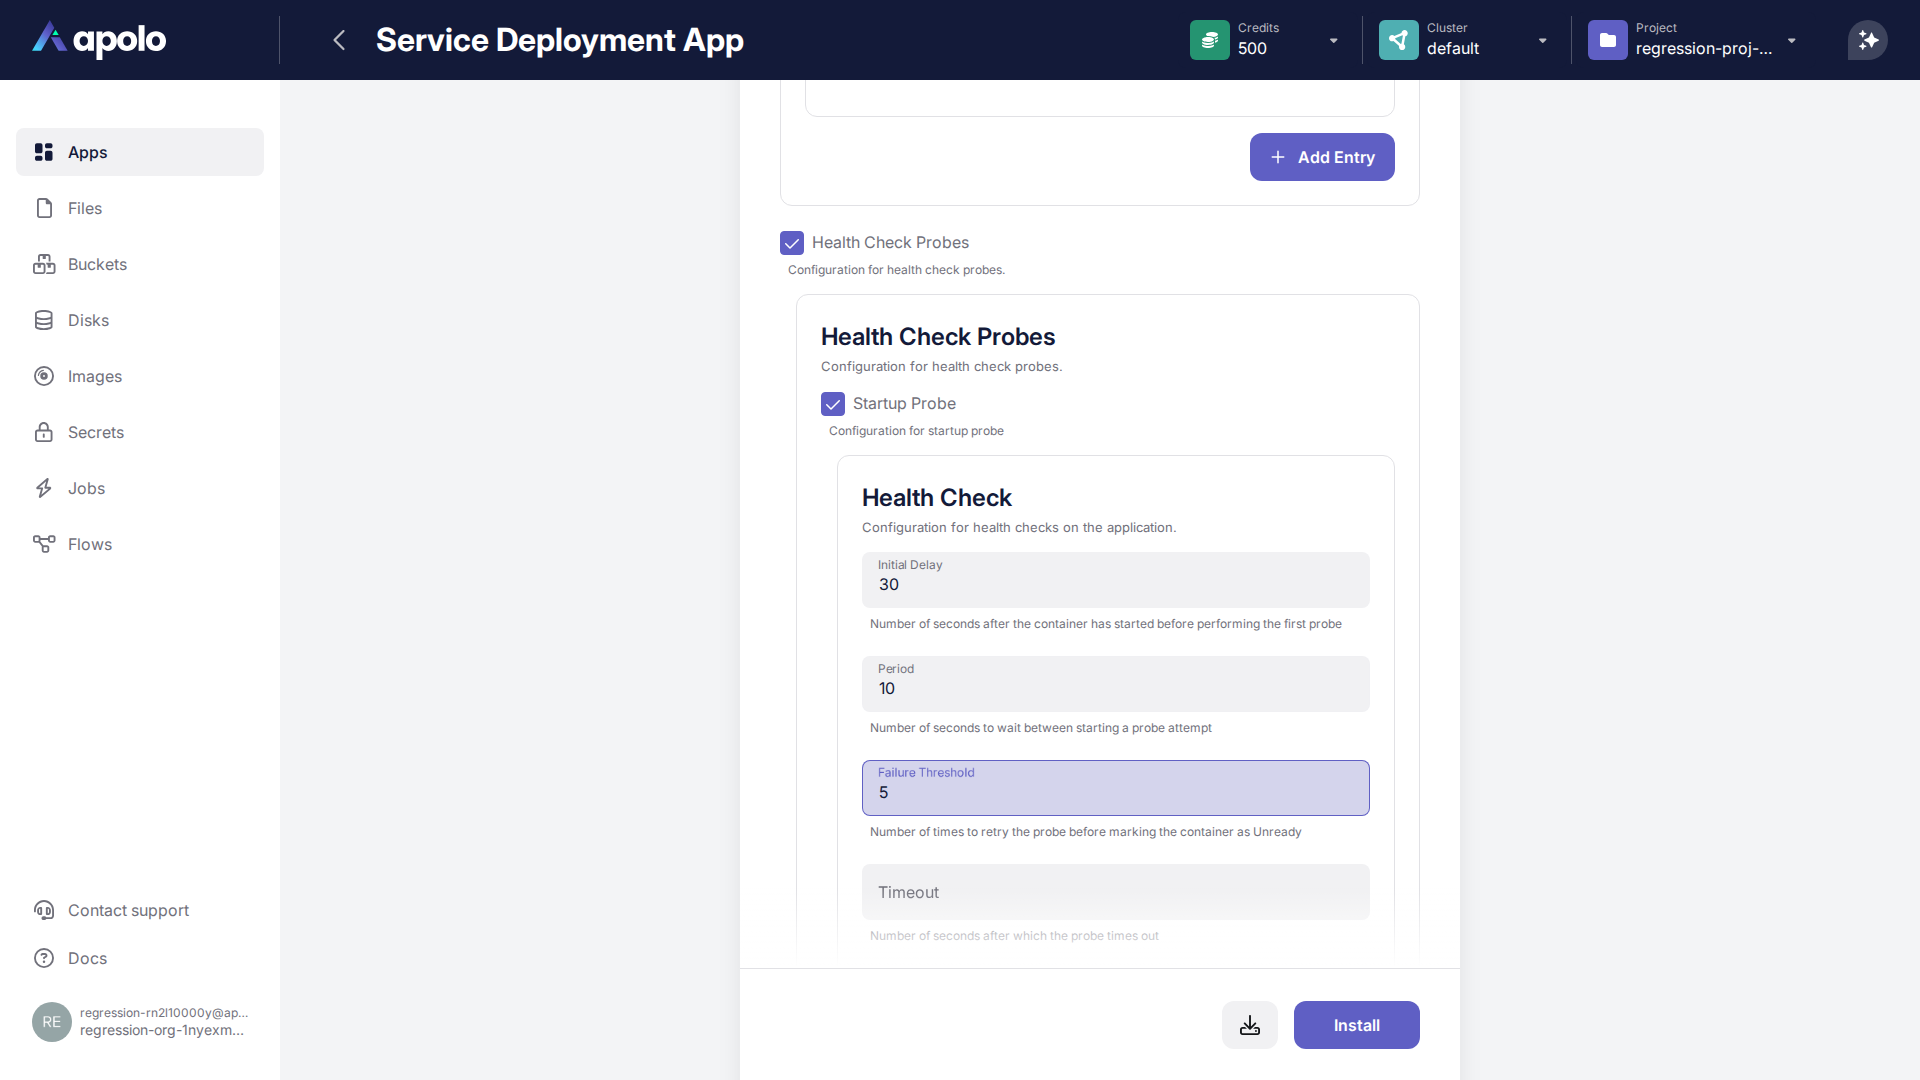 apolo
Service Deployment App
Credits
500
Cluster
default
Project
regression-proj-...
Apps
Files
Buckets
Disks
Images
Secrets
Jobs
Flows
Contact support
Docs
RE
regression-rn2l10000y@ap...
regression-org-1nyexm...
Add Entry
Health Check Probes
Configuration for health check probes.
Health Check Probes
Configuration for health check probes.
Startup Probe
Configuration for startup probe
Health Check
Configuration for health checks on the application.
Initial Delay
30
Number of seconds after the container has started before performing the first probe
Period
10
Number of seconds to wait between starting a probe attempt
Failure Threshold
5
Number of times to retry the probe before marking the container as Unready
Timeout
Number of seconds after which the probe times out
Install